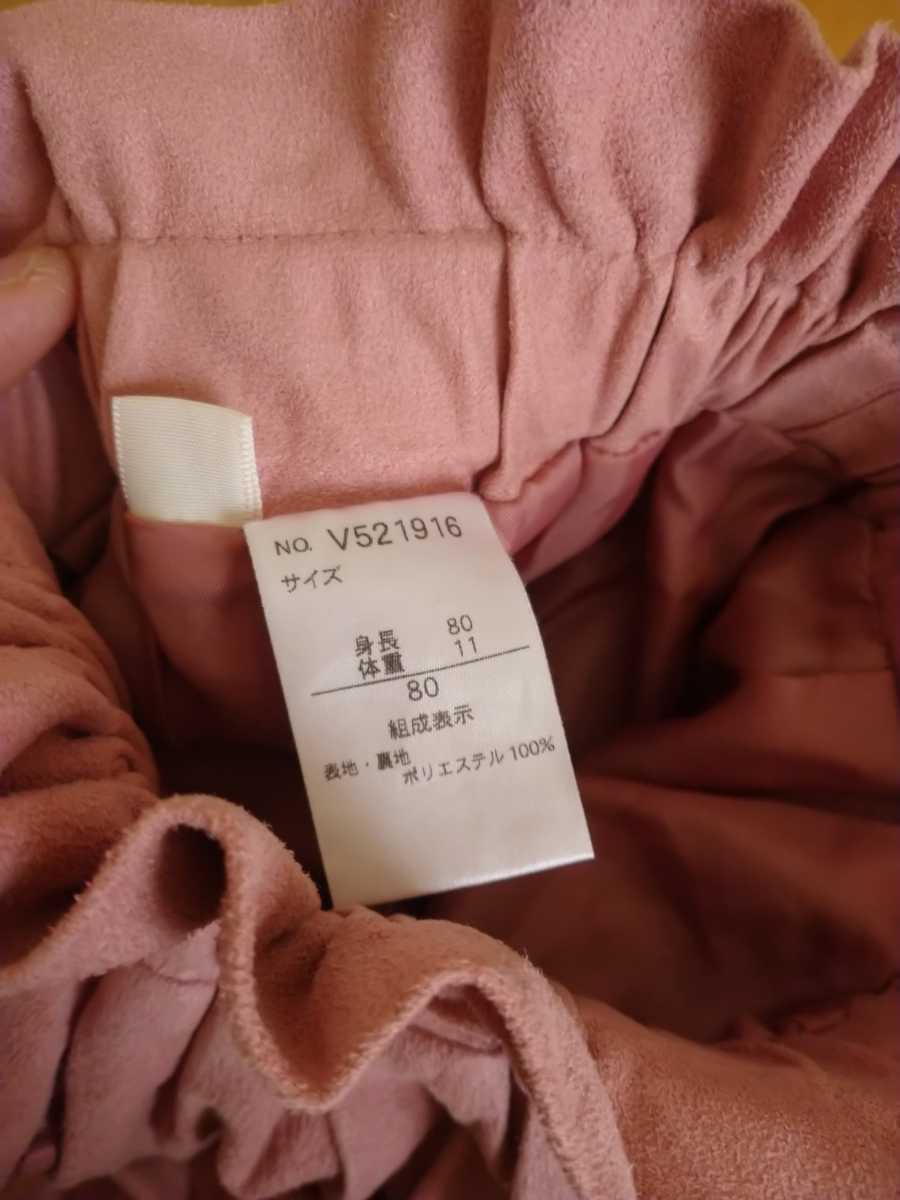 NO. V521916
サイズ
身長 80
体重 11
80
組成表示
表地・裏地
ポリエステル 100%